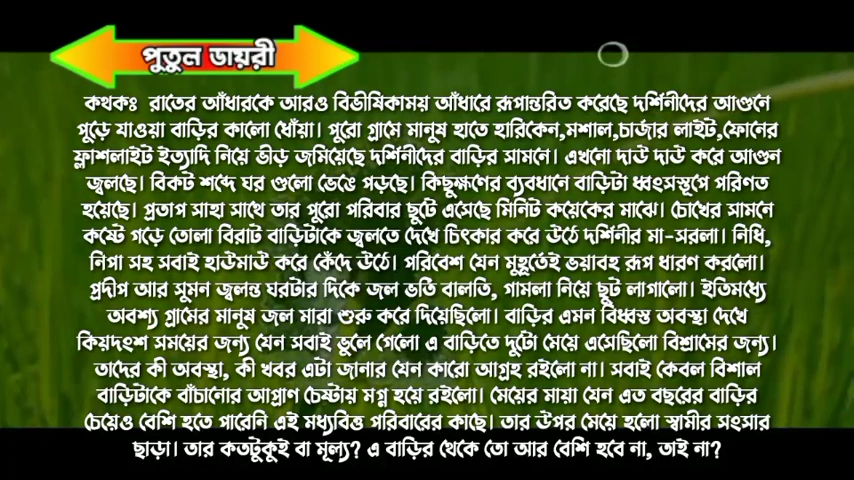 পুতুল ডায়রী
কথকঃ রাতের আঁধারকে আরও বিভীষিকাময় আঁধারে রূপান্তরিত করেছে দর্শিনীদের আগুনে
পুড়ে যাওয়া বাড়ির কালো ধোঁয়া। পুরো গ্রামে মানুষ হাতে হারিকেন,মশাল,চার্জার লাইট,ফোনের
ফ্লাশলাইট ইত্যাদি নিয়ে ভীড় জমিয়েছে দর্শিনীদের বাড়ির সামনে। এখনো দাউ দাউ করে আগুন
জ্বলছে। বিকট শব্দে ঘর গুলো ভেঙে পড়ছে। কিছুক্ষণের ব্যবধানে বাড়িটা ধ্বংসস্তুপে পরিণত
হয়েছে। প্রতাপ সাহা সাথে তার পুরো পরিবার ছুটে এসেছে মিনিট কয়েকের মাঝে। চোখের সামনে
কষ্টে গড়ে তোলা বিরাট বাড়িটাকে জ্বলতে দেখে চিৎকার করে উঠে দর্শিনীর মা-সরলা। নিধি,
নিপা সহ সবাই হাউমাউ করে কেঁদে উঠে। পরিবেশ যেন মুহূর্তেই ভয়াবহ রূপ ধারণ করলো।
প্রদীপ আর সুমন জ্বলন্ত ঘরটার দিকে জল ভর্তি বালতি, গামলা নিয়ে ছুট লাগালো। ইতিমধ্যে
অবশ্য গ্রামের মানুষ জল মারা শুরু করে দিয়েছিলো। বাড়ির এমন বিধ্বস্ত অবস্থা দেখে
কিয়দংশ সময়ের জন্য যেন সবাই ভুলে গেলো এ বাড়িতে দুটো মেয়ে এসেছিলো বিশ্রামের জন্য।
তাদের কী অবস্থা, কী খবর এটা জানার যেন কারো আগ্রহ রইলো না। সবাই কেবল বিশাল
বাড়িটাকে বাঁচানোর আপ্রাণ চেষ্টায় মগ্ন হয়ে রইলো। মেয়ের মায়া যেন এত বছরের বাড়ির
চেয়েও বেশি হতে পারেনি এই মধ্যবিত্ত পরিবারের কাছে। তার উপর মেয়ে হলো স্বামীর সংসার
ছাড়া। তার কতটুকুই বা মূল্য? এ বাড়ির থেকে তো আর বেশি হবে না, তাই না?